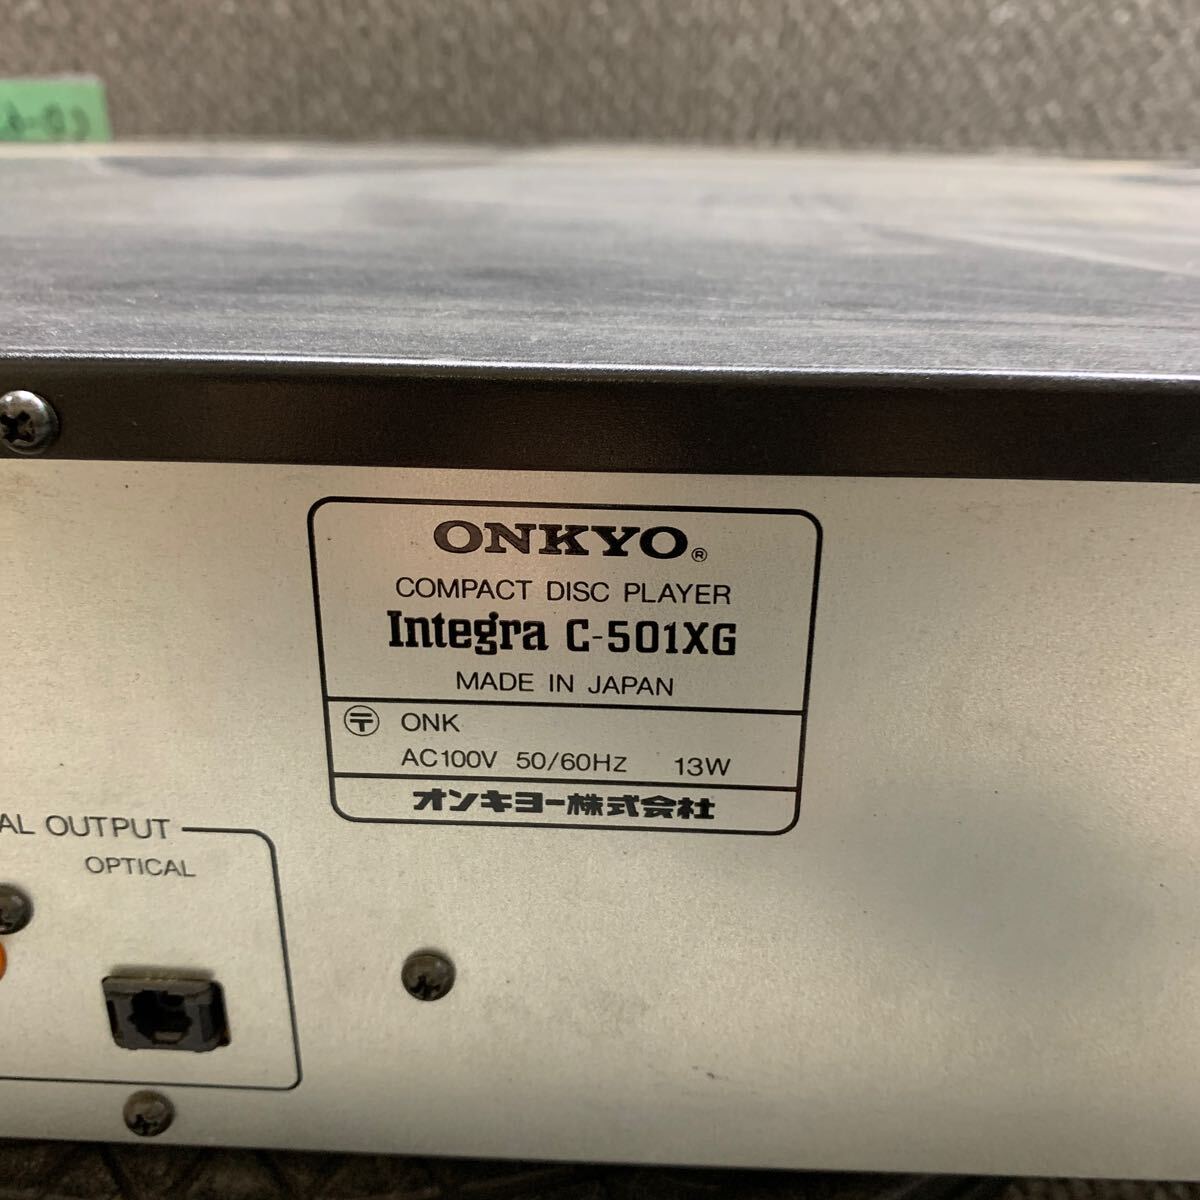 ONKYO®
COMPACT DISC PLAYER
Integra C-501XG
MADE IN JAPAN
〒 ONK
AC100V 50/60Hz 13W
オンキヨー株式会社
AL OUTPUT
OPTICAL